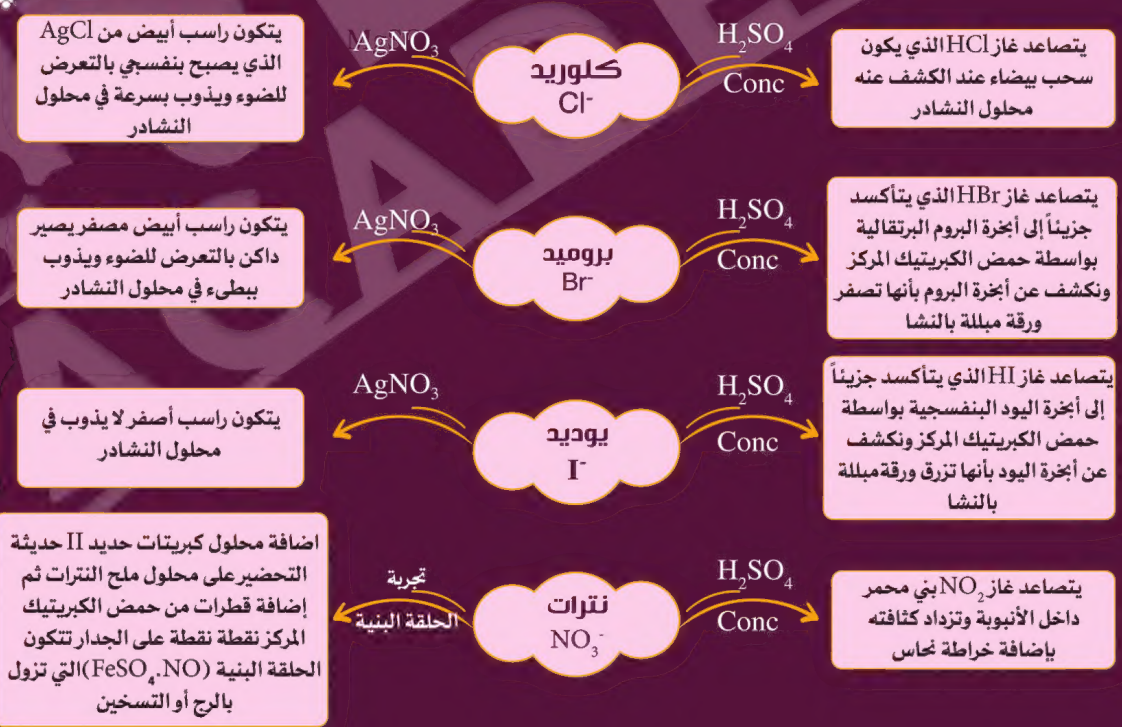 يتصاعد غاز HCl الذي يكون
سحب بيضاء عند الكشف عنه
محلول النشادر
H₂SO₄
Conc
كلوريد
Cl-
AgNO₃
يتكون راسب أبيض من AgCl
الذي يصبح بنفسجي بالتعرض
للضوء ويذوب بسرعة في محلول
النشادر
يتصاعد غاز HBr الذي يتأكسد
جزيئاً إلى أبخرة البروم البرتقالية
بواسطة حمض الكبريتيك المركز
ونكشف عن أبخرة البروم بأنها تصفر
ورقة مبللة بالنشا
H₂SO₄
Conc
بروميد
Br-
AgNO₃
يتكون راسب أبيض مصفر يصير
داكن بالتعرض للضوء ويذوب
ببطىء في محلول النشادر
يتصاعد غاز HI الذي يتأكسد جزيئاً
إلى أبخرة اليود البنفسجية بواسطة
حمض الكبريتيك المركز ونكشف
عن أبخرة اليود بأنها تزرق ورقة مبللة
بالنشا
H₂SO₄
Conc
يوديد
I-
AgNO₃
يتكون راسب أصفر لا يذوب في
محلول النشادر
يتصاعد غاز NO₂ بني محمر
داخل الأنبوبة وتزداد كثافته
بإضافة خراطة نحاس
H₂SO₄
Conc
نترات
NO₃-
تجربة
الحلقة البنية
اضافة محلول كبريتات حديد II حديثة
التحضير على محلول ملح النترات ثم
إضافة قطرات من حمض الكبريتيك
المركز نقطة نقطة على الجدار تتكون
الحلقة البنية (FeSO₄.NO) التي تزول
بالرج أو التسخين